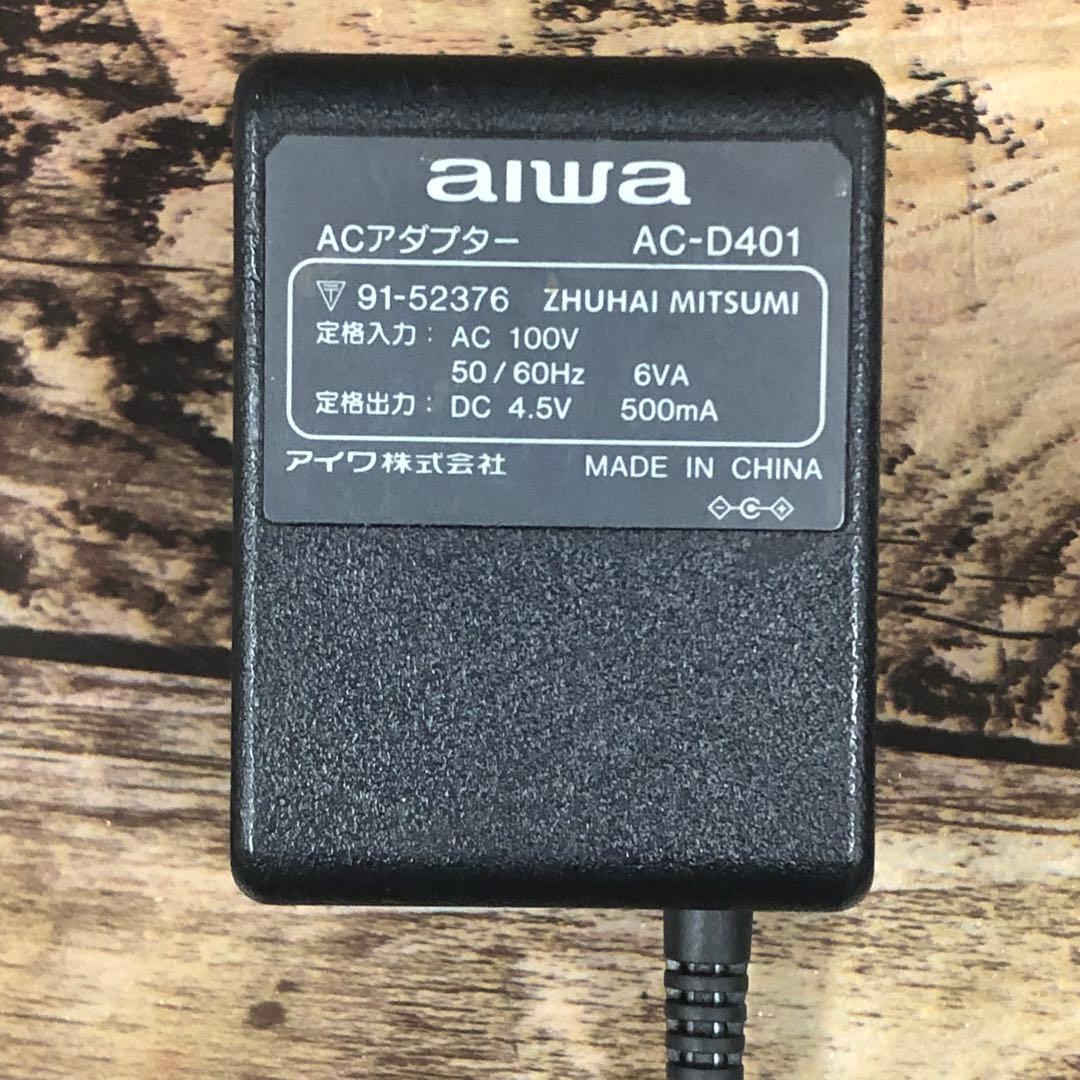 aiwa
ACアダプター AC-D401
〒 91-52376 ZHUHAI MITSUMI
定格入力: AC 100V
50/60Hz 6VA
定格出力: DC 4.5V 500mA
アイワ株式会社 MADE IN CHINA